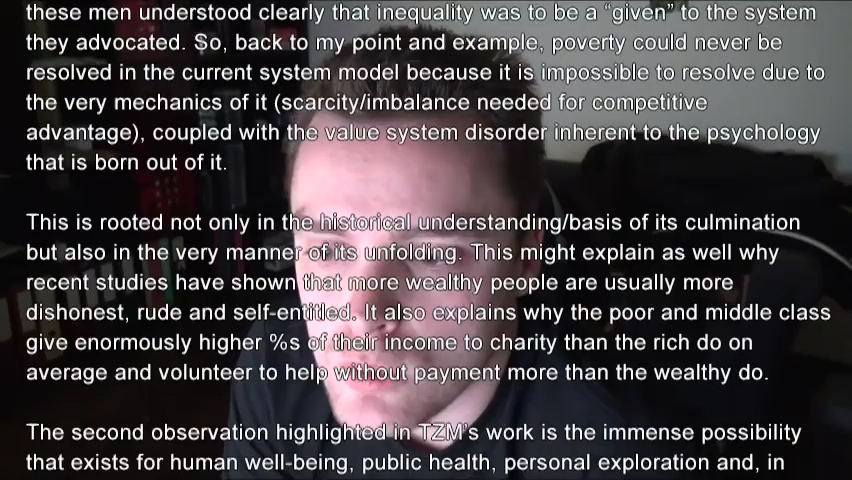 these men understood clearly that inequality was to be a “given” to the system
they advocated. So, back to my point and example, poverty could never be
resolved in the current system model because it is impossible to resolve due to
the very mechanics of it (scarcity/imbalance needed for competitive
advantage), coupled with the value system disorder inherent to the psychology
that is born out of it.
This is rooted not only in the historical understanding/basis of its culmination
but also in the very manner of its unfolding. This might explain as well why
recent studies have shown that more wealthy people are usually more
dishonest, rude and self-entitled. It also explains why the poor and middle class
give enormously higher %s of their income to charity than the rich do on
average and volunteer to help without payment more than the wealthy do.
The second observation highlighted in TZM's work is the immense possibility
that exists for human well-being, public health, personal exploration and, in